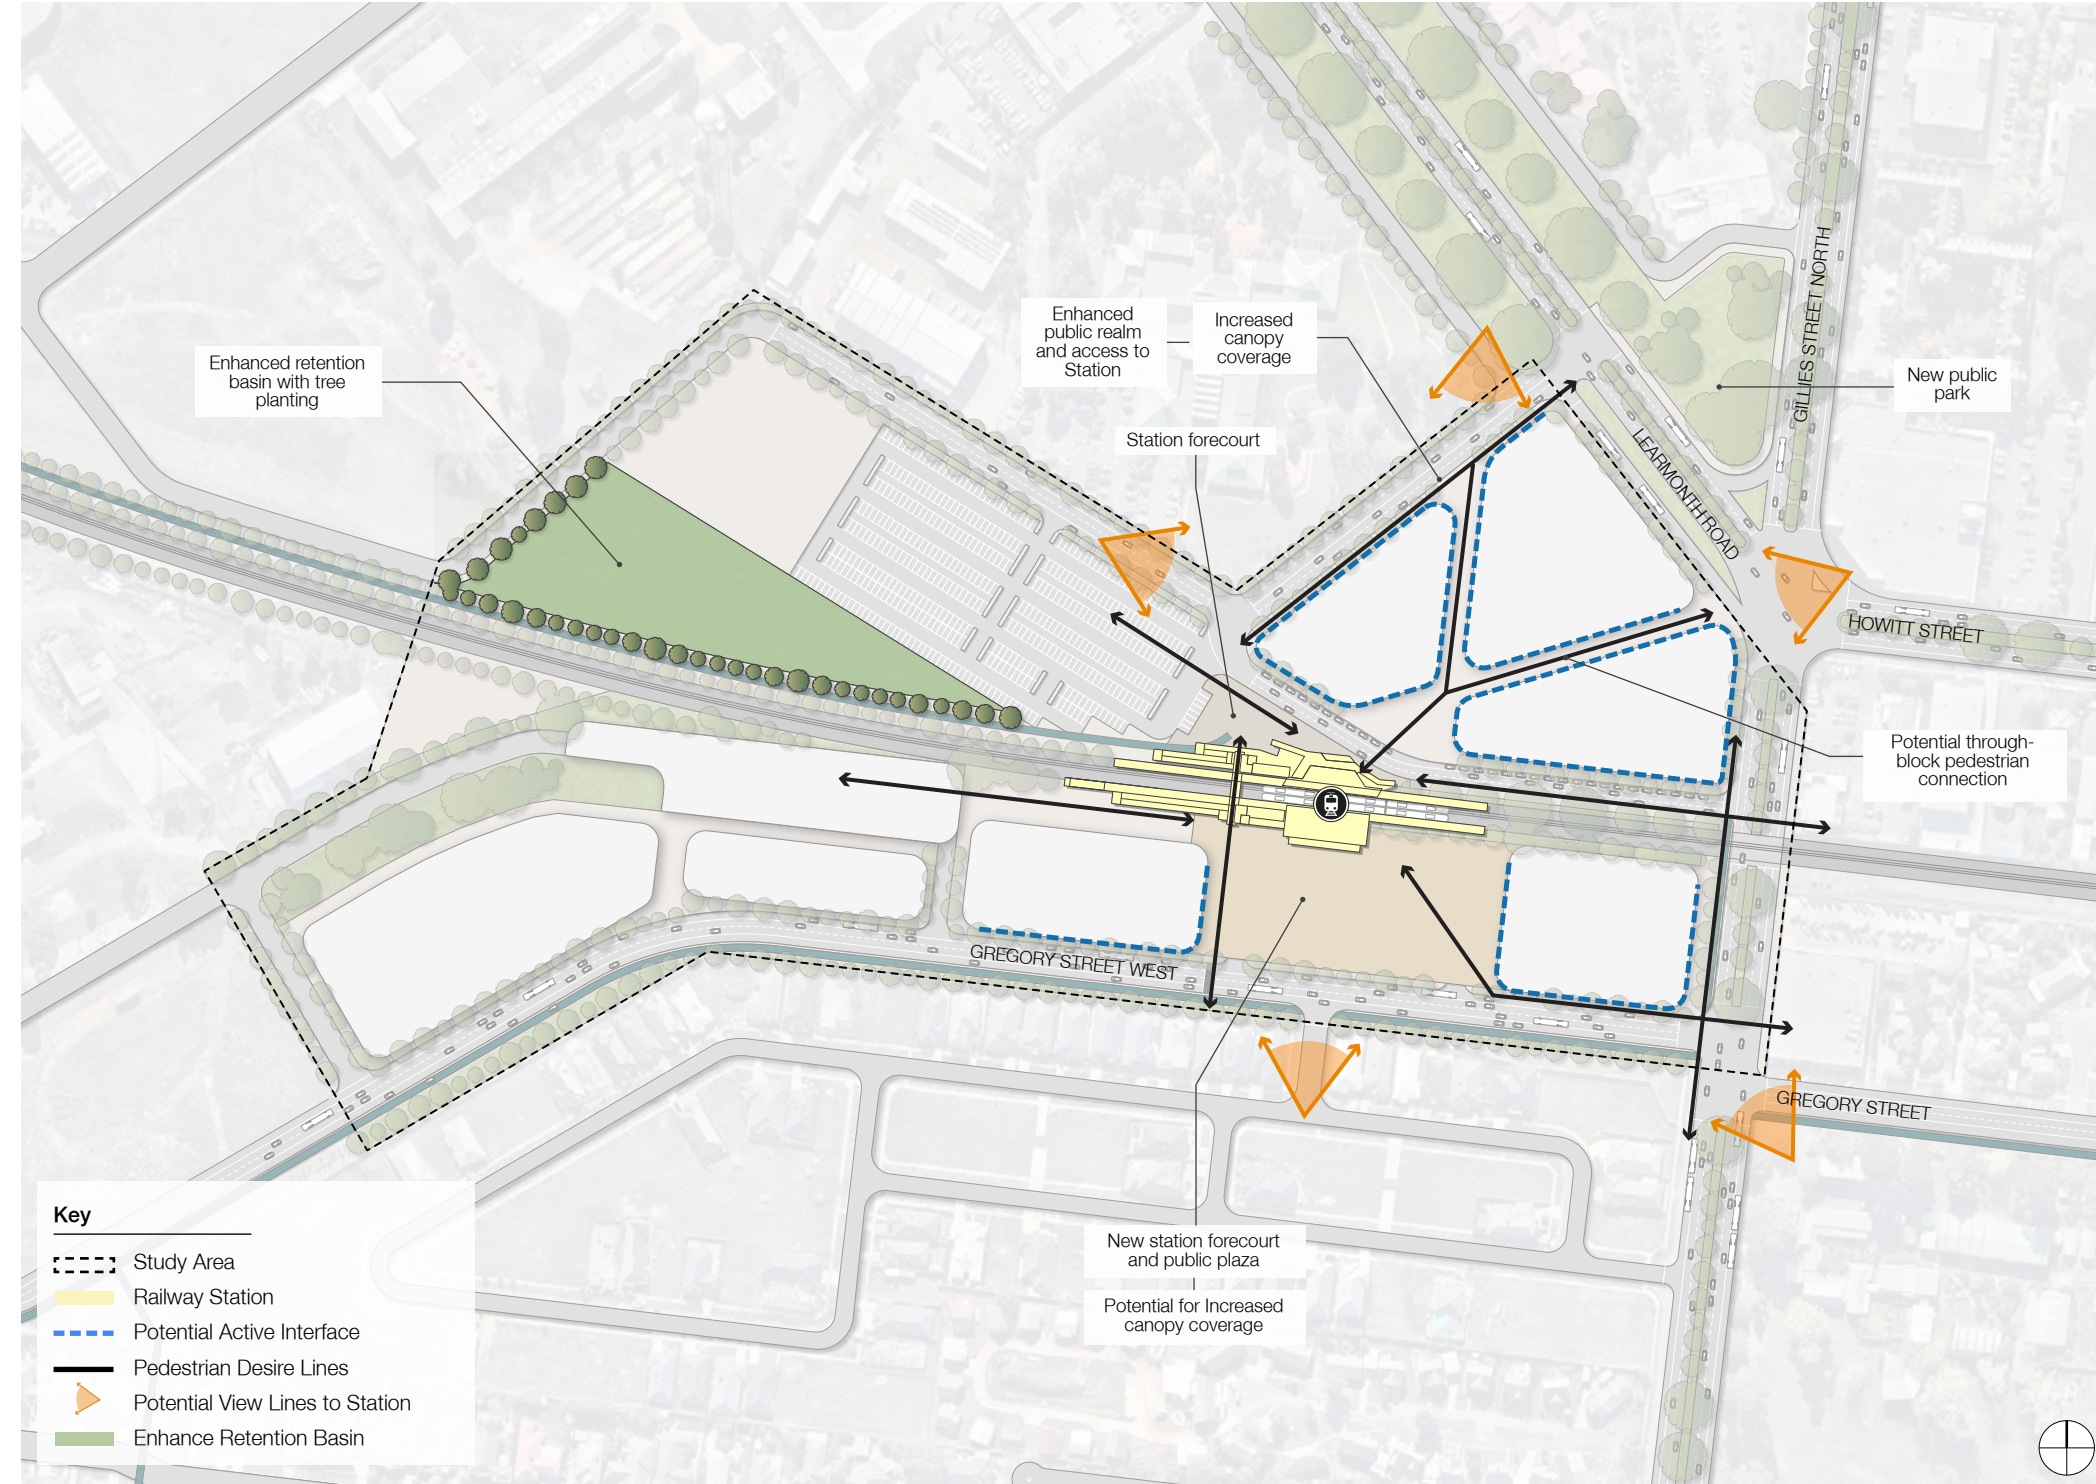 Enhanced retention
basin with tree
planting
Enhanced
public realm
and access to
Station
Increased
canopy
coverage
Station forecourt
New public
park
GILLIES STREET NORTH
LEARMONTH ROAD
HOWITT STREET
Potential through-
block pedestrian
connection
GREGORY STREET WEST
GREGORY STREET
New station forecourt
and public plaza
Potential for Increased
canopy coverage
Key
Study Area
Railway Station
Potential Active Interface
Pedestrian Desire Lines
Potential View Lines to Station
Enhance Retention Basin